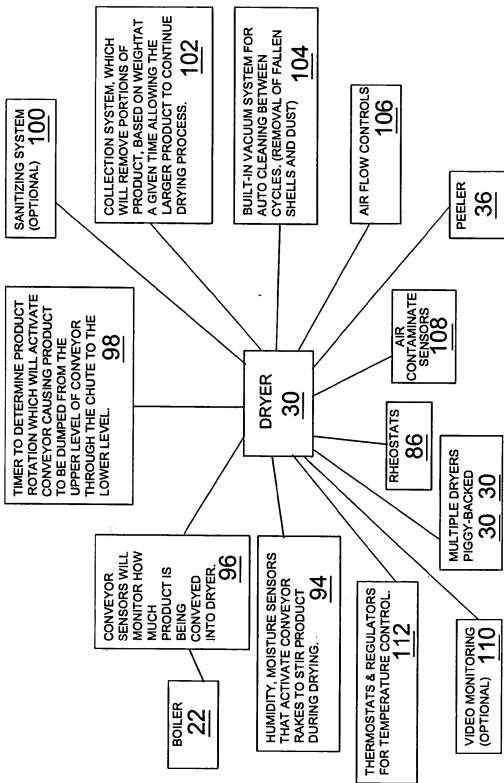 SANITIZING SYSTEM
(OPTIONAL) 100
COLLECTION SYSTEM, WHICH
WILL REMOVE PORTIONS OF
PRODUCT, BASED ON WEIGHTAT
A GIVEN TIME ALLOWING THE
LARGER PRODUCT TO CONTINUE
DRYING PROCESS. 102
BUILT-IN VACUUM SYSTEM FOR
AUTO CLEANING BETWEEN
CYCLES. (REMOVAL OF FALLEN
SHELLS AND DUST) 104
AIR FLOW CONTROLS
106
PEELER
36
TIMER TO DETERMINE PRODUCT
ROTATION WHICH WILL ACTIVATE
CONVEYOR CAUSING PRODUCT
TO BE DUMPED FROM THE
UPPER LEVEL OF CONVEYOR
THROUGH THE CHUTE TO THE
LOWER LEVEL. 98
DRYER
30
AIR
CONTAMINATE
SENSORS
108
RHEOSTATS
86
MULTIPLE DRYERS
PIGGY-BACKED
30 30
CONVEYOR
SENSORS WILL
MONITOR HOW
MUCH
PRODUCT IS
BEING
CONVEYED
INTO DRYER.
96
BOILER
22
HUMIDITY, MOISTURE SENSORS
THAT ACTIVATE CONVEYOR
RAKES TO STIR PRODUCT
DURING DRYING. 94
THERMOSTATS & REGULATORS
FOR TEMPERATURE CONTROL.
112
VIDEO MONITORING
(OPTIONAL) 110